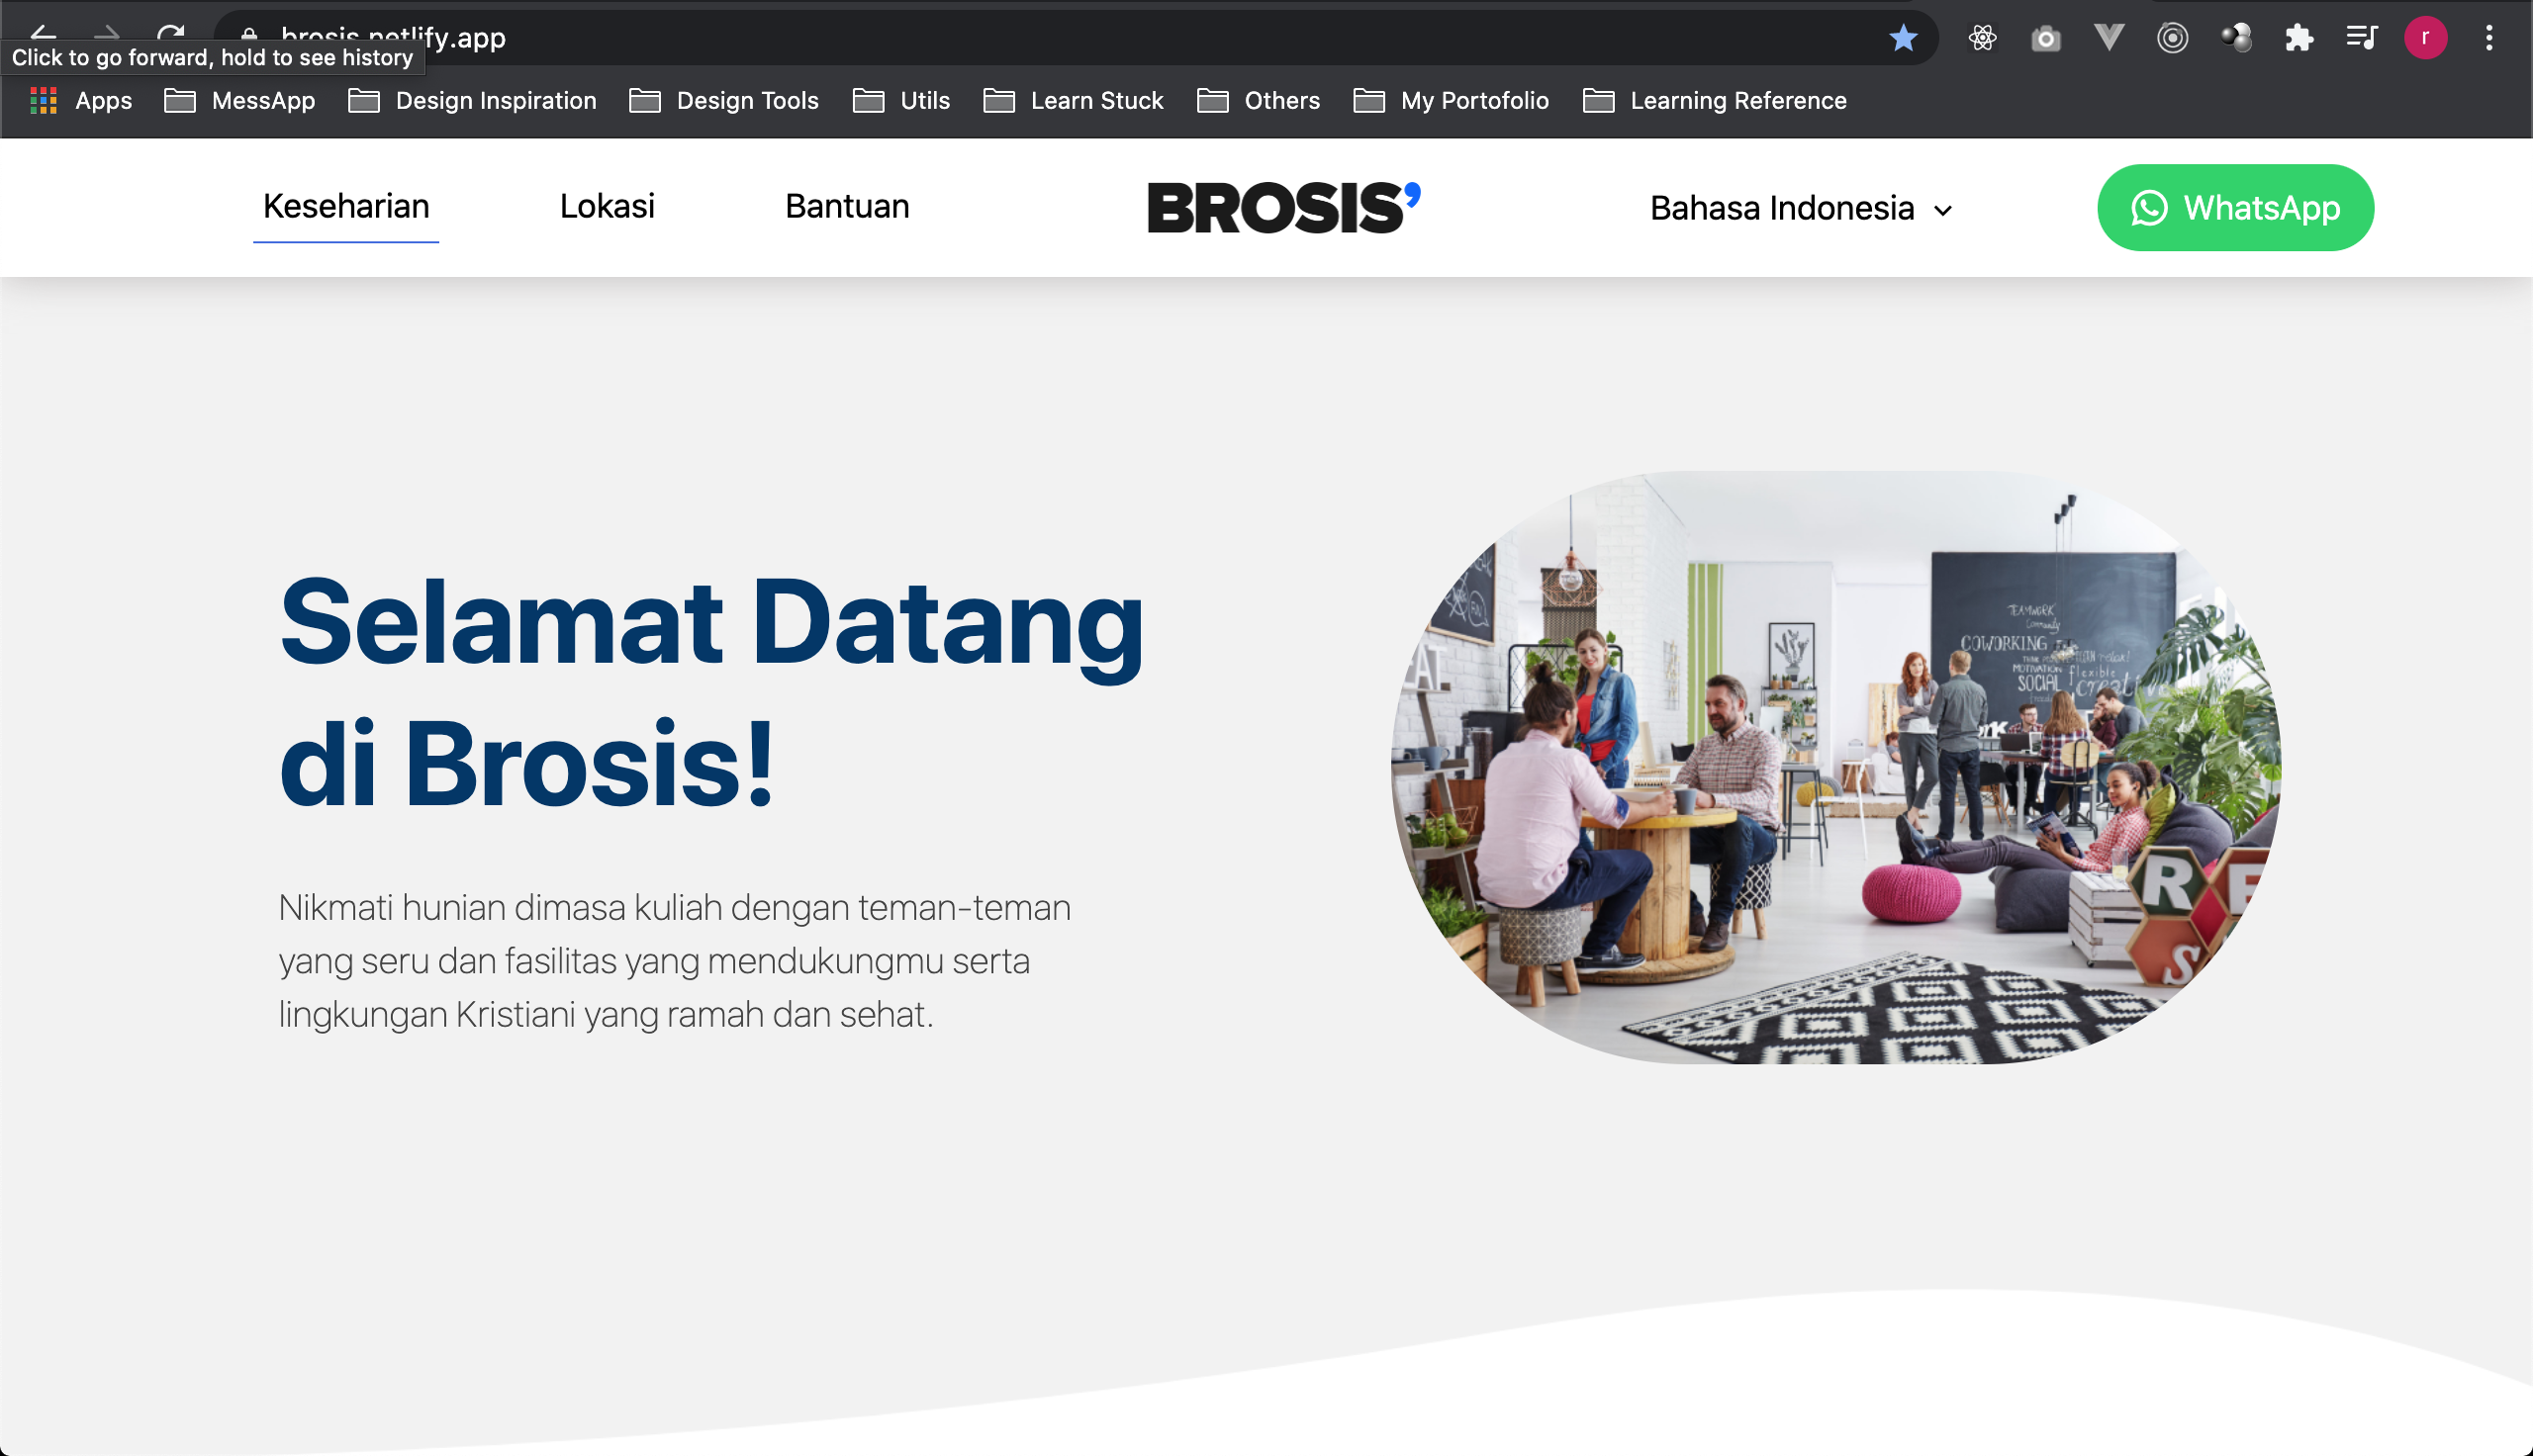 brosis.netlify.app
Click to go forward, hold to see history
Apps
MessApp
Design Inspiration
Design Tools
Utils
Learn Stuck
Others
My Portofolio
Learning Reference
r
Keseharian
Lokasi
Bantuan
BROSIS’
Bahasa Indonesia
WhatsApp
Selamat Datang
di Brosis!
Nikmati hunian dimasa kuliah dengan teman-teman
yang seru dan fasilitas yang mendukungmu serta
lingkungan Kristiani yang ramah dan sehat.
TEAMWORK
Community
COWORKING
MOTIVATION
flexible
SOCIAL
R E
S